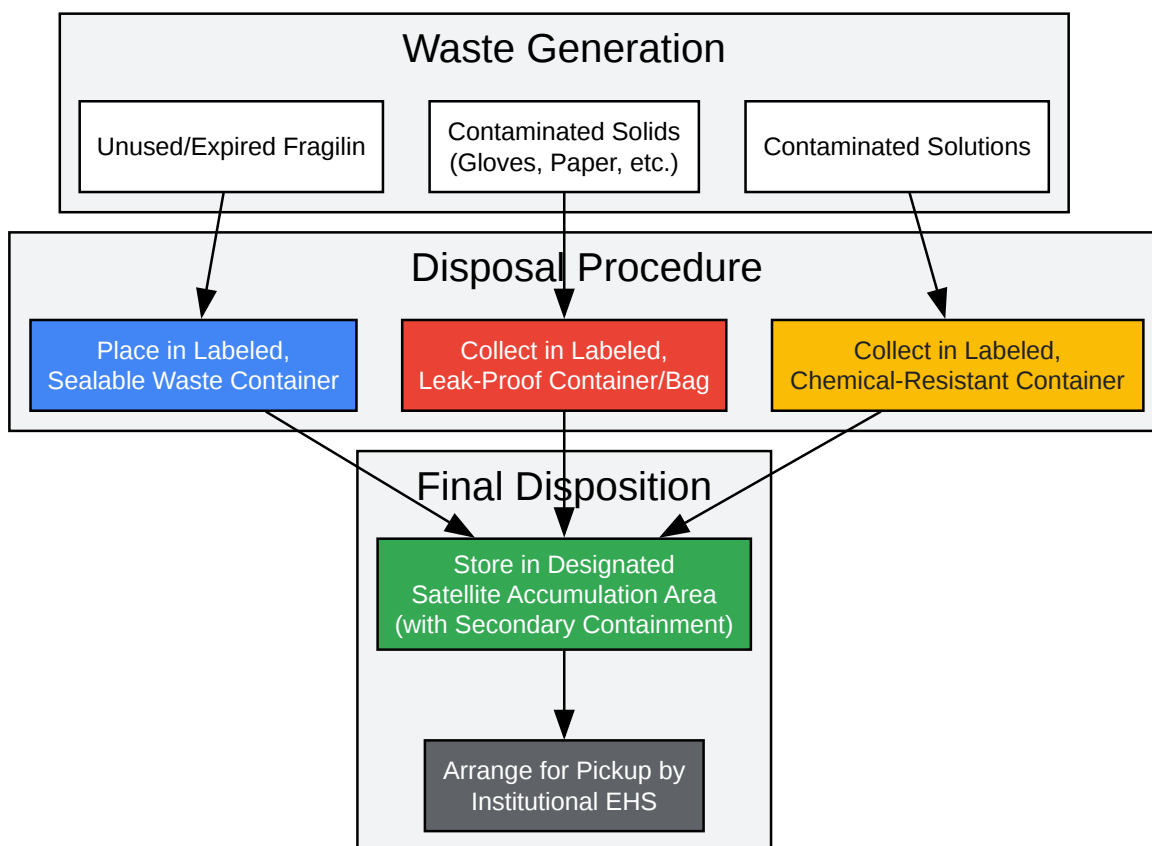 Waste Generation
Unused/Expired Fragilin
Contaminated Solids
(Gloves, Paper, etc.)
Contaminated Solutions
Disposal Procedure
Place in Labeled,
Sealable Waste Container
Collect in Labeled,
Leak-Proof Container/Bag
Collect in Labeled,
Chemical-Resistant Container
Final Disposition
Store in Designated
Satellite Accumulation Area
(with Secondary Containment)
Arrange for Pickup by
Institutional EHS